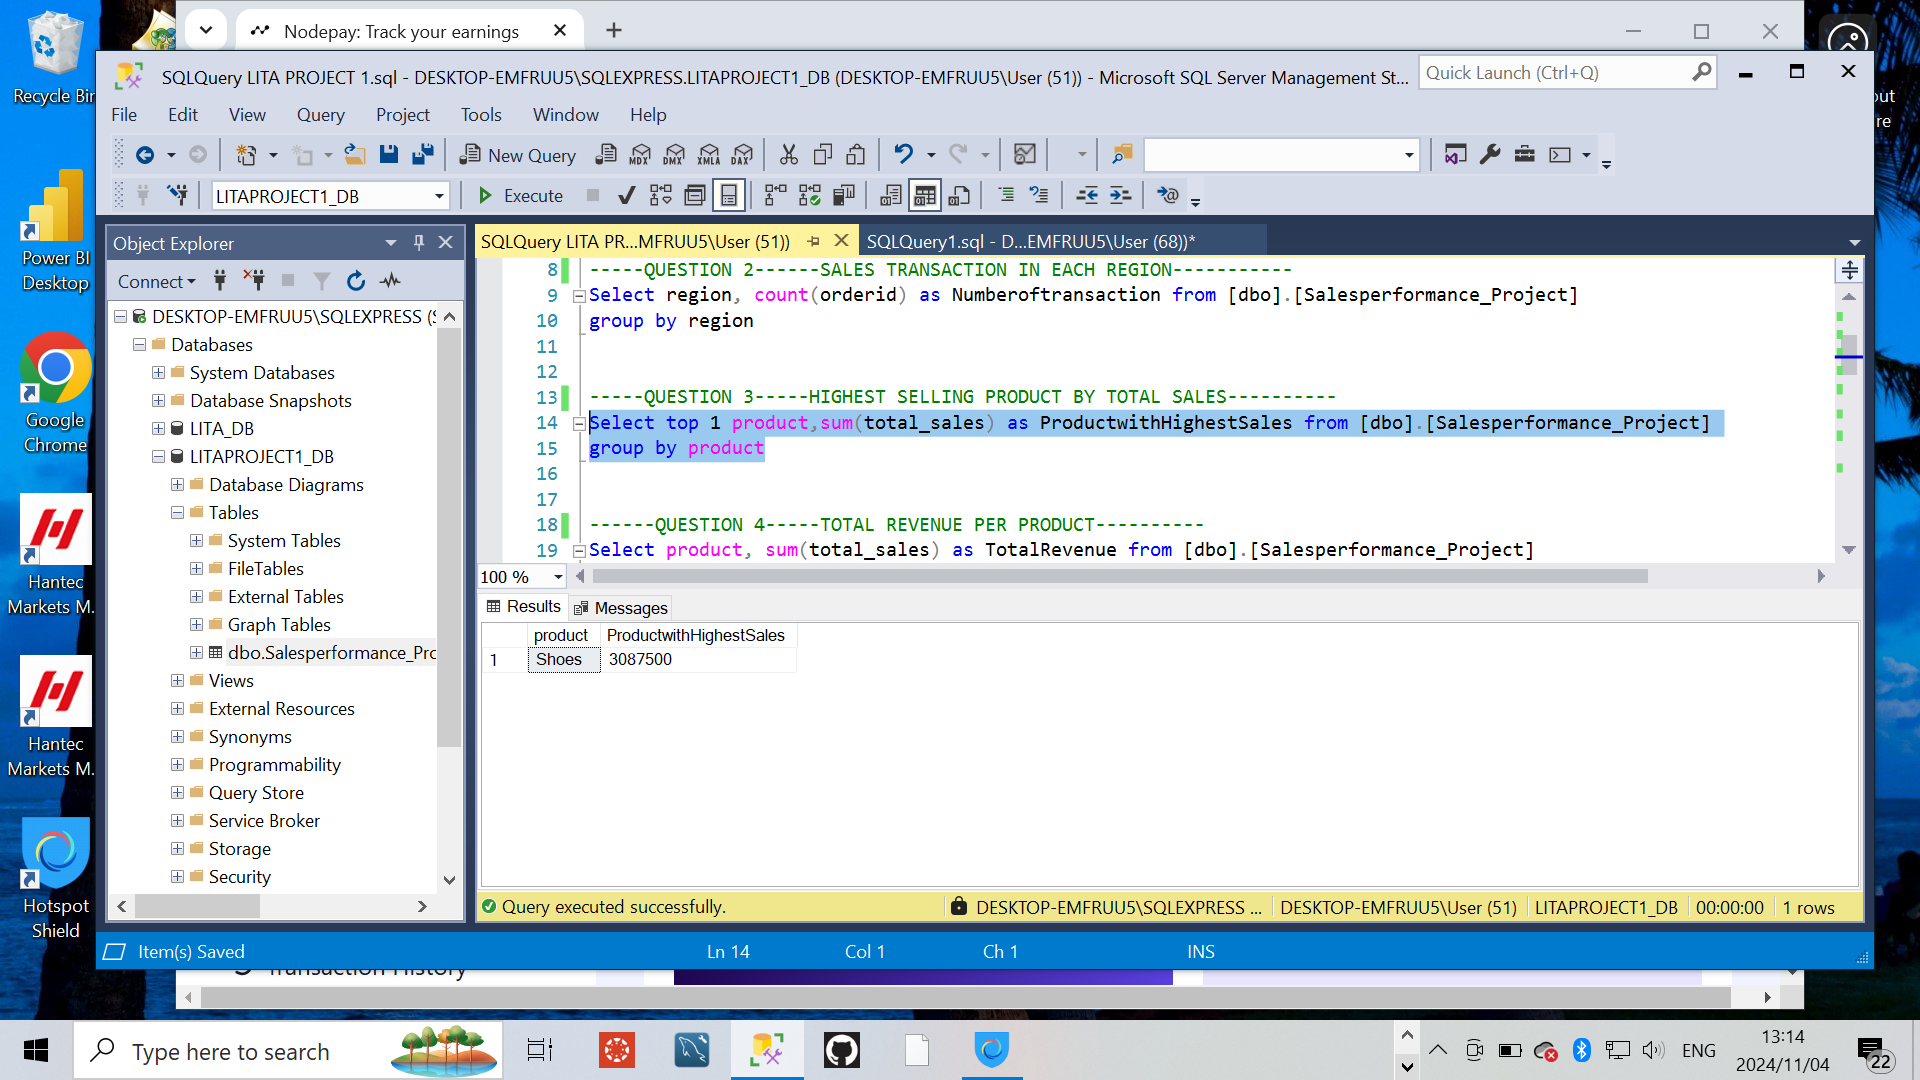 Nodepay: Track your earnings
Recycle Bin
SQLQuery LITA PROJECT 1.sql - DESKTOP-EMFRUU5\SQLEXPRESS.LITAPROJECT1_DB (DESKTOP-EMFRUU5\User (51)) - Microsoft SQL Server Management St...
Quick Launch (Ctrl+Q)
out
re
File Edit View Query Project Tools Window Help
New Query MDX DMX XMLA DAX
LITAPROJECT1_DB Execute
Power BI
Desktop
Google
Chrome
Hantec
Markets M...
Hantec
Markets M...
Hotspot
Shield
Object Explorer
Connect
DESKTOP-EMFRUU5\SQLEXPRESS (S
Databases
System Databases
Database Snapshots
LITA_DB
LITAPROJECT1_DB
Database Diagrams
Tables
System Tables
FileTables
External Tables
Graph Tables
dbo.Salesperformance_Pro
Views
External Resources
Synonyms
Programmability
Query Store
Service Broker
Storage
Security
SQLQuery LITA PR...MFRUU5\User (51)) SQLQuery1.sql - D...EMFRUU5\User (68))*
8 -----QUESTION 2------SALES TRANSACTION IN EACH REGION-----------
9 Select region, count(orderid) as Numberoftransaction from [dbo].[Salesperformance_Project]
10 group by region
11
12
13 -----QUESTION 3-----HIGHEST SELLING PRODUCT BY TOTAL SALES----------
14 Select top 1 product,sum(total_sales) as ProductwithHighestSales from [dbo].[Salesperformance_Project]
15 group by product
16
17
18 ------QUESTION 4-----TOTAL REVENUE PER PRODUCT----------
19 Select product, sum(total_sales) as TotalRevenue from [dbo].[Salesperformance_Project]
100 %
Results Messages
product ProductwithHighestSales
1 Shoes 3087500
Query executed successfully. DESKTOP-EMFRUU5\SQLEXPRESS ... DESKTOP-EMFRUU5\User (51) LITAPROJECT1_DB 00:00:00 1 rows
Item(s) Saved Ln 14 Col 1 Ch 1 INS
Transaction History
Type here to search
ENG
13:14
2024/11/04
22